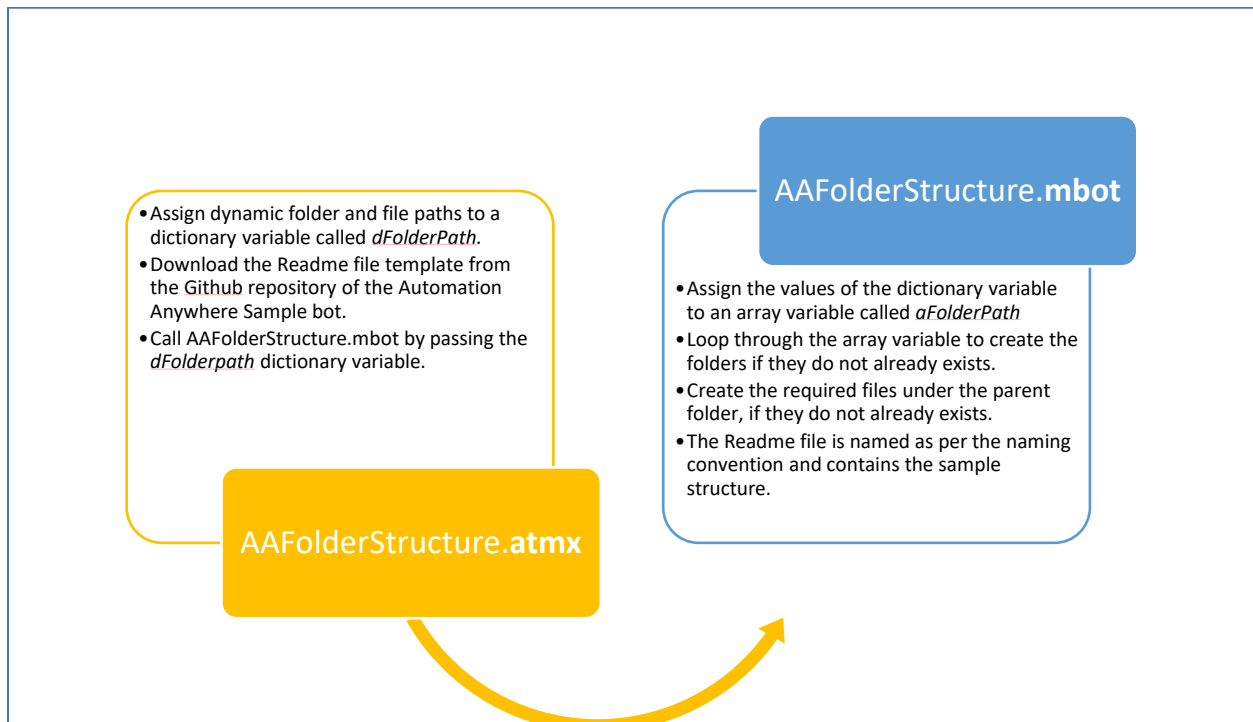 •Assign dynamic folder and file paths to a
dictionary variable called dFolderPath.
•Download the Readme file template from
the Github repository of the Automation
Anywhere Sample bot.
•Call AAFolderStructure.mbot by passing the
dFolderpath dictionary variable.
AAFolderStructure.atmx
AAFolderStructure.mbot
•Assign the values of the dictionary variable
to an array variable called aFolderPath
•Loop through the array variable to create the
folders if they do not already exists.
•Create the required files under the parent
folder, if they do not already exists.
•The Readme file is named as per the naming
convention and contains the sample
structure.